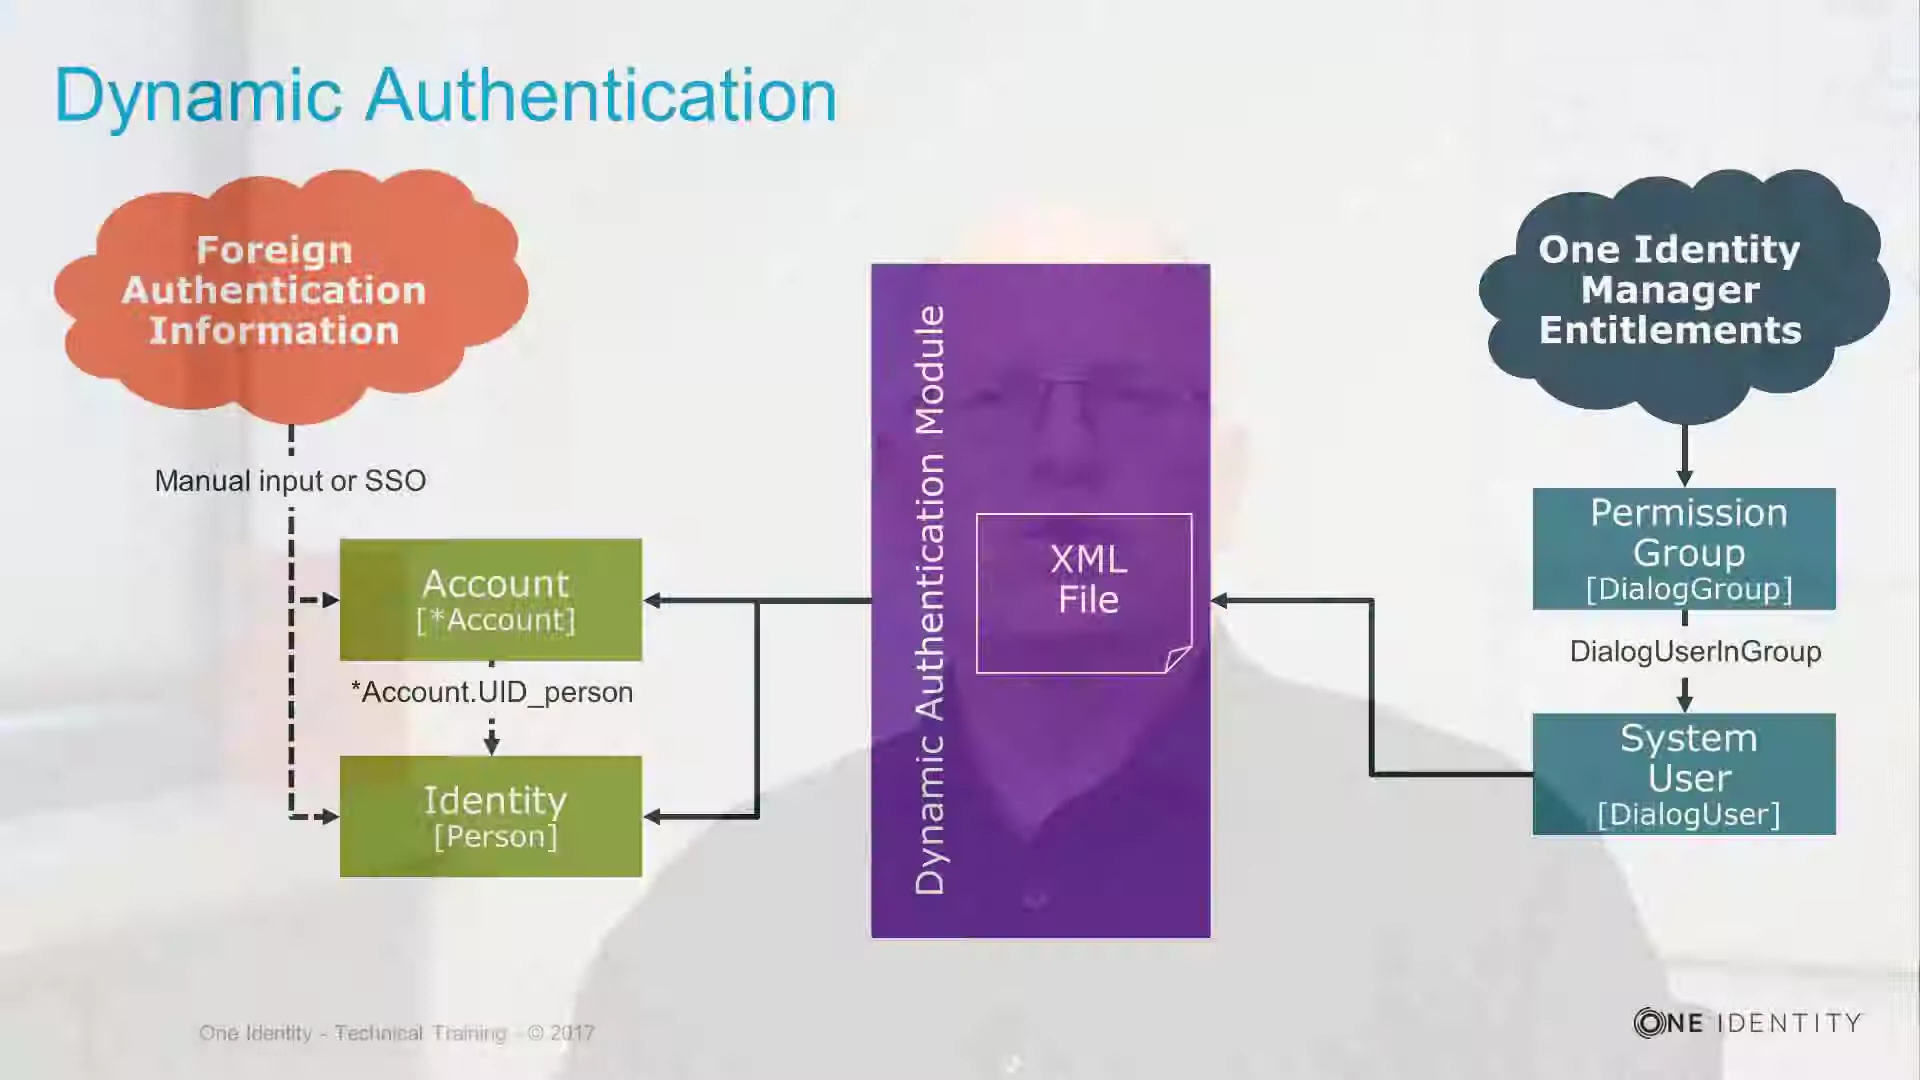 Dynamic Authentication
Foreign
Authentication
Information
Manual input or SSO
Account
[*Account]
*Account.UID_person
Identity
[Person]
Dynamic Authentication Module
XML
File
One Identity
Manager
Entitlements
Permission
Group
[DialogGroup]
DialogUserInGroup
System
User
[DialogUser]
One Identity - Technical Training - © 2017
ONE IDENTITY